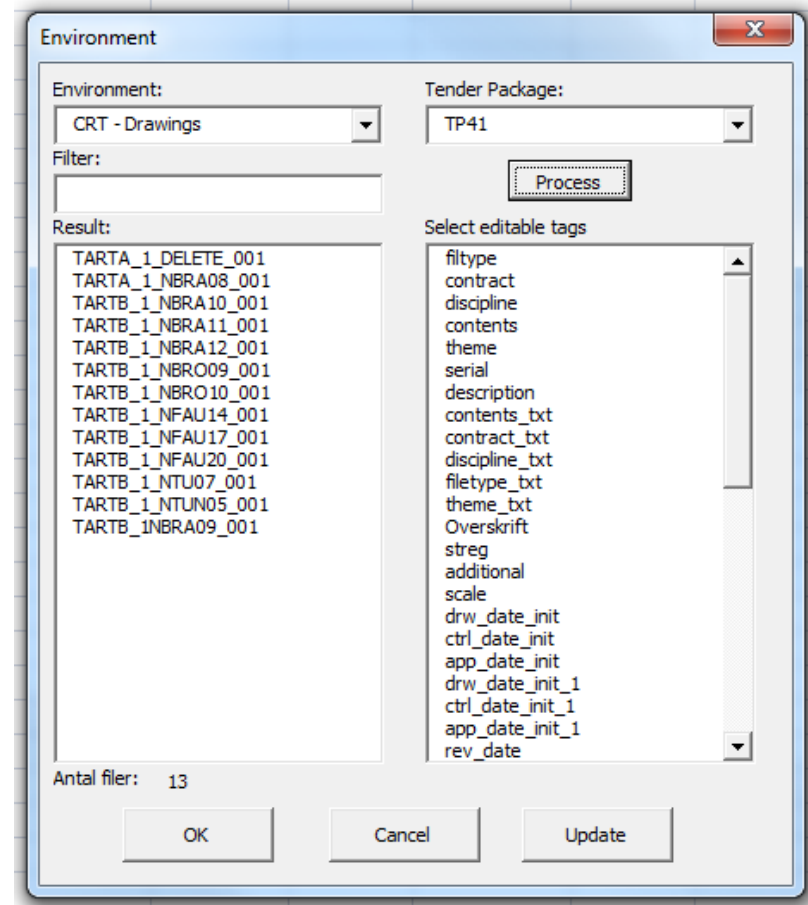 Environment
Environment:
CRT - Drawings
Tender Package:
TP41
Filter:
Process
Result:
TARTA_1_DELETE_001
TARTA_1_NBRA08_001
TARTB_1_NBRA10_001
TARTB_1_NBRA11_001
TARTB_1_NBRA12_001
TARTB_1_NBRO09_001
TARTB_1_NBRO10_001
TARTB_1_NFAU14_001
TARTB_1_NFAU17_001
TARTB_1_NFAU20_001
TARTB_1_NTU07_001
TARTB_1_NTUN05_001
TARTB_1NBRA09_001
Select editable tags
filtype
contract
discipline
contents
theme
serial
description
contents_txt
contract_txt
discipline_txt
filetype_txt
theme_txt
Overskrift
streg
additional
scale
drw_date_init
ctrl_date_init
app_date_init
drw_date_init_1
ctrl_date_init_1
app_date_init_1
rev_date
Antal filer: 13
OK Cancel Update